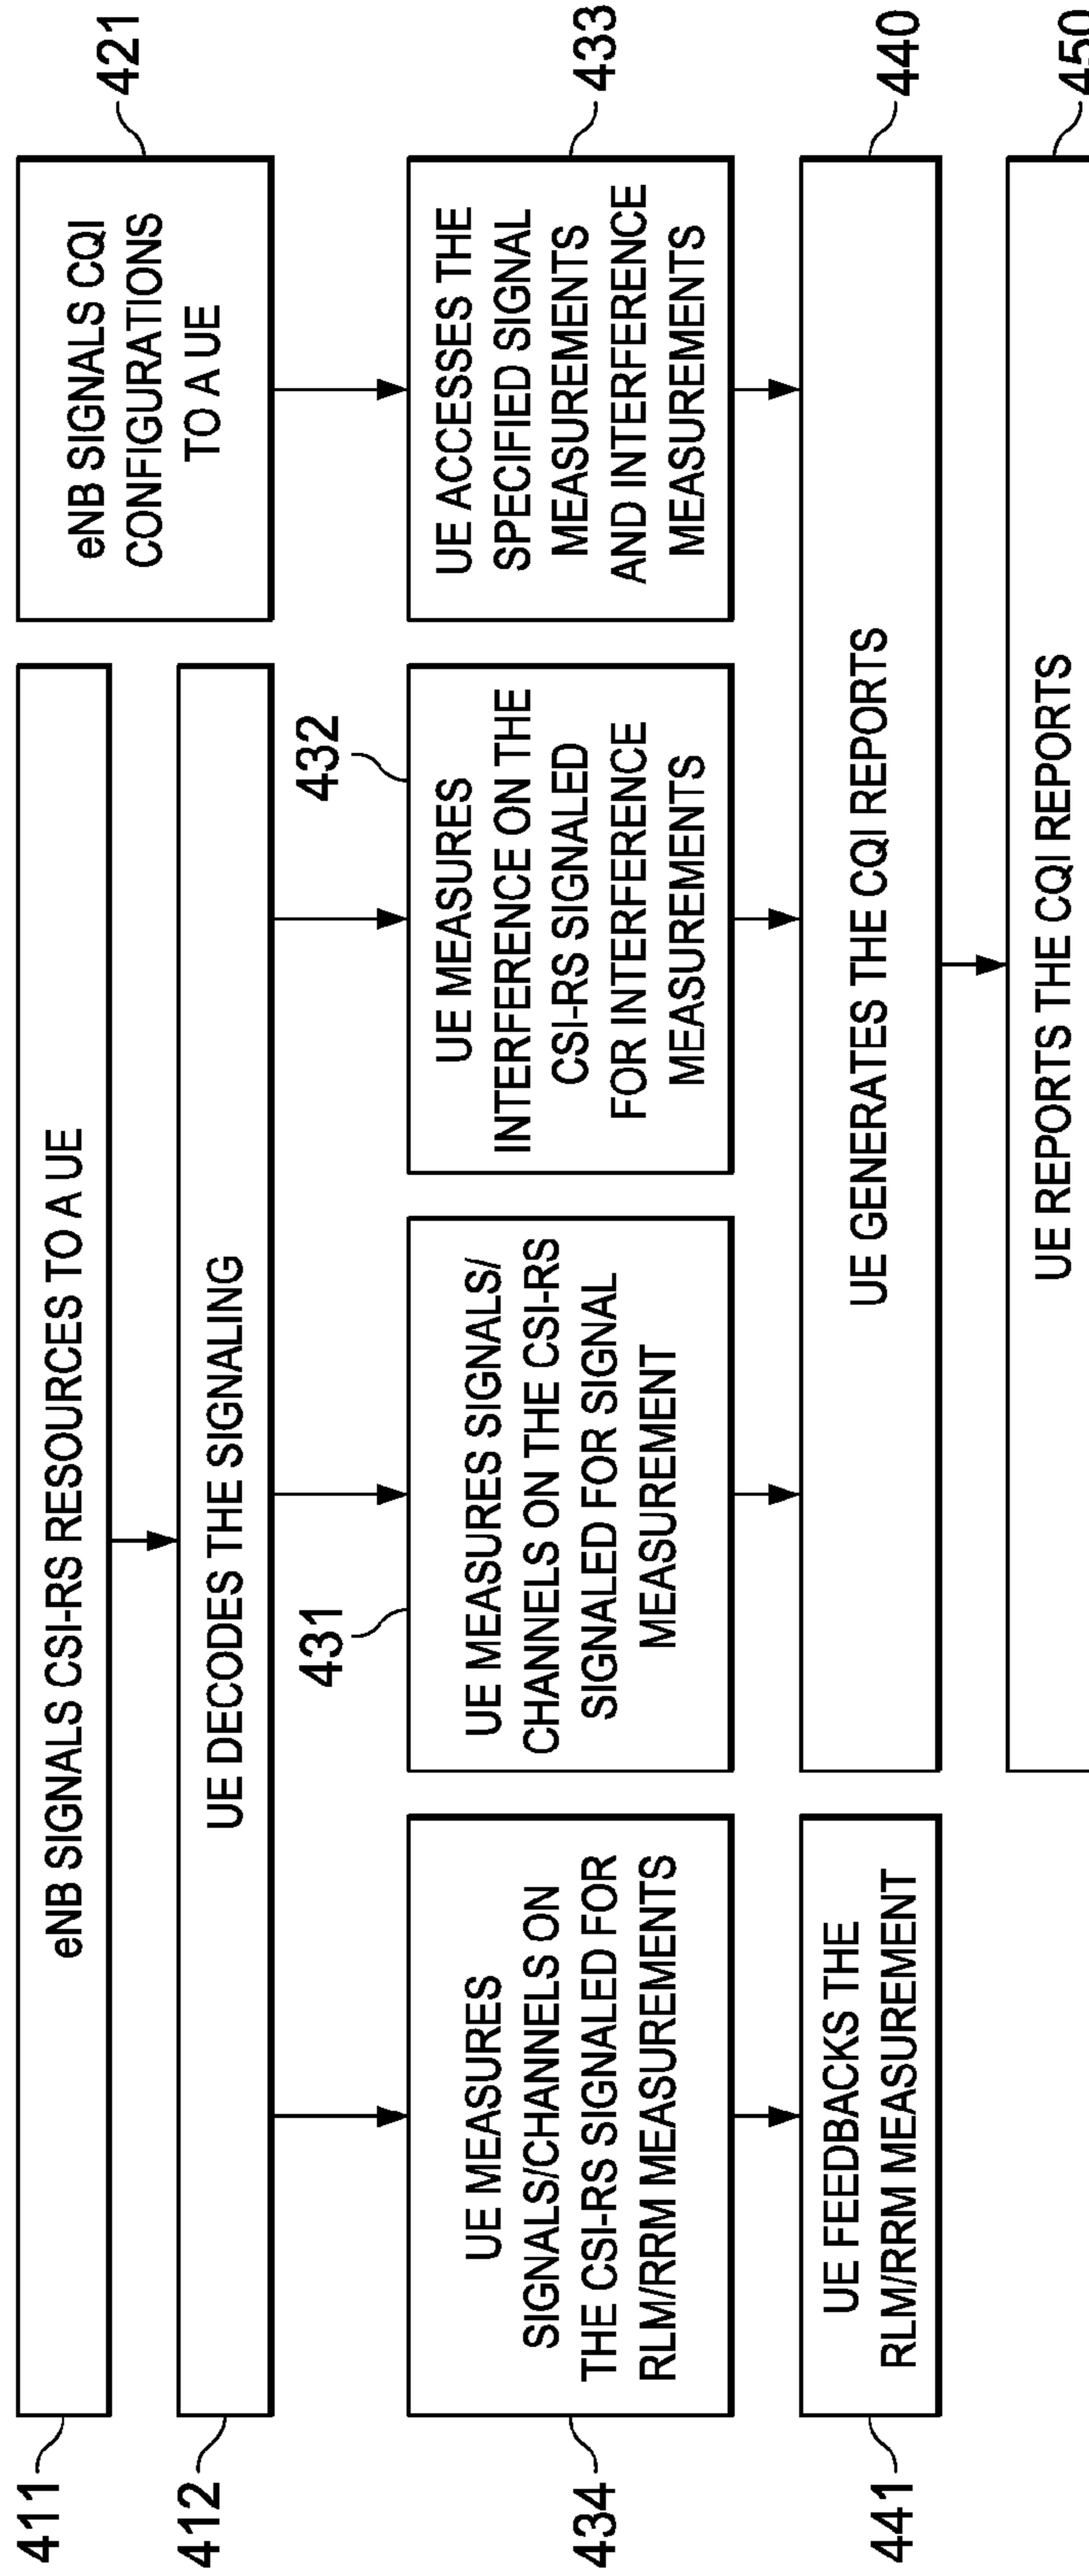 411
eNB SIGNALS CSI-RS RESOURCES TO A UE
eNB SIGNALS CQI
CONFIGURATIONS
TO A UE
421
412
UE DECODES THE SIGNALING
434
UE MEASURES
SIGNALS/CHANNELS ON
THE CSI-RS SIGNALED FOR
RLM/RRM MEASUREMENTS
431
UE MEASURES SIGNALS/
CHANNELS ON THE CSI-RS
SIGNALED FOR SIGNAL
MEASUREMENT
432
UE MEASURES
INTERFERENCE ON THE
CSI-RS SIGNALED
FOR INTERFERENCE
MEASUREMENTS
UE ACCESSES THE
SPECIFIED SIGNAL
MEASUREMENTS
AND INTERFERENCE
MEASUREMENTS
433
441
UE FEEDBACKS THE
RLM/RRM MEASUREMENT
UE GENERATES THE CQI REPORTS
440
UE REPORTS THE CQI REPORTS
450